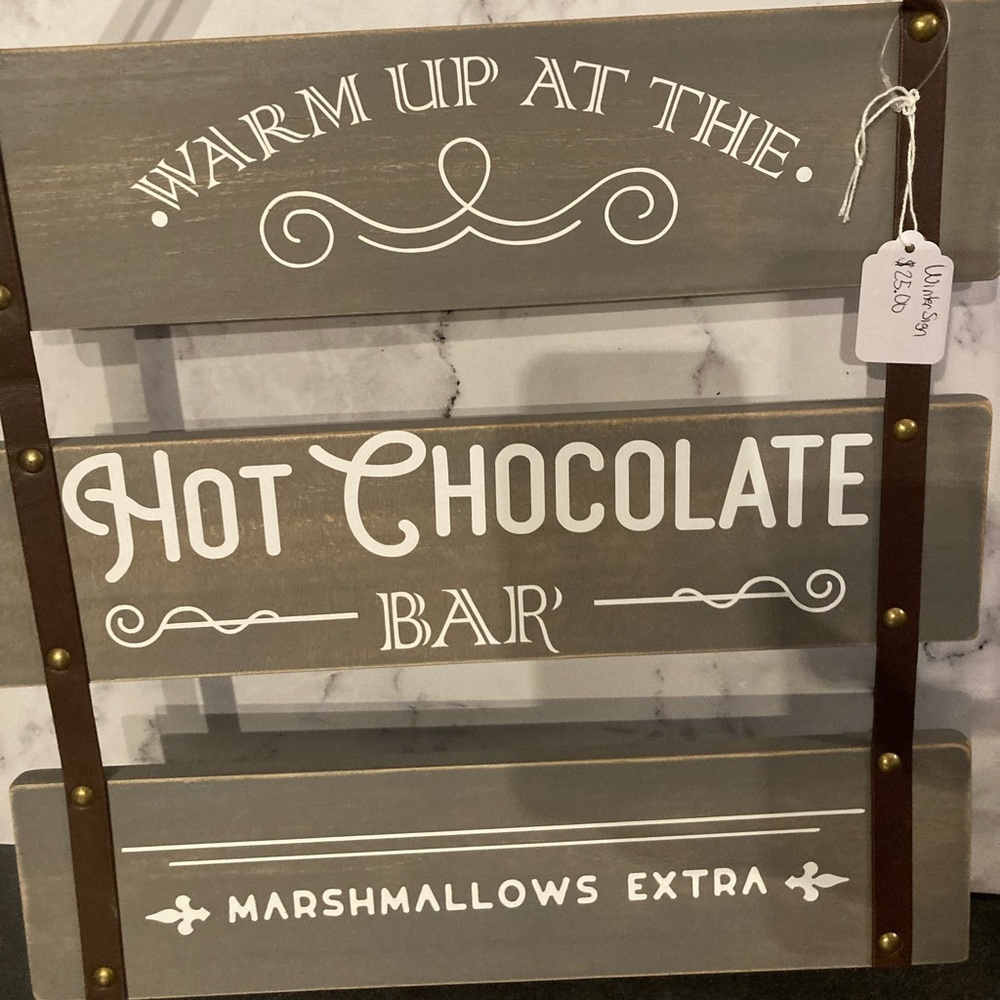 WARM UP AT THE
HOT CHOCOLATE
BAR
MARSHMALLOWS EXTRA
Winter Sign
$25.00